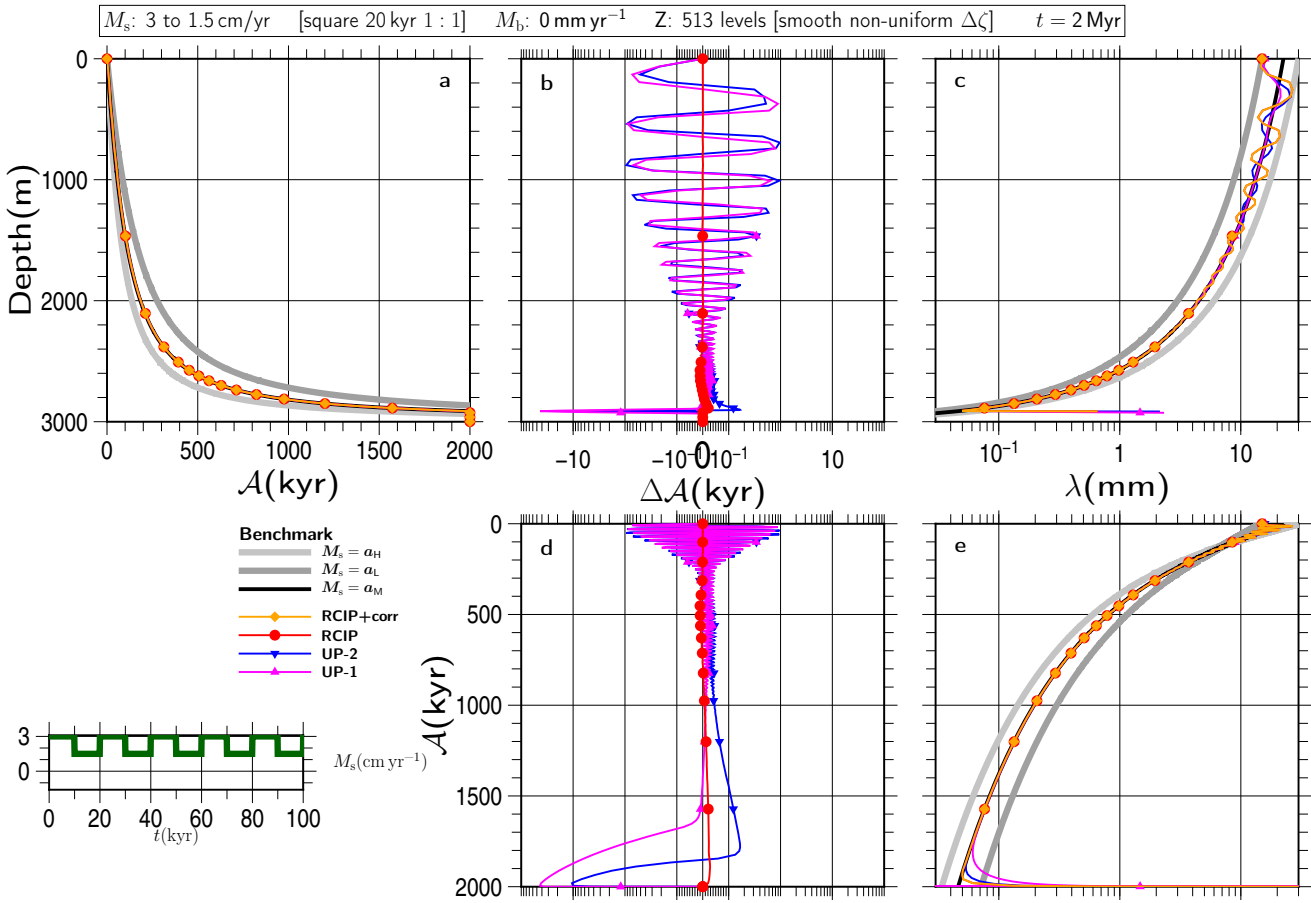 Mₛ: 3 to 1.5 cm/yr [square 20 kyr 1 : 1] M_b: 0 mm yr⁻¹ Z: 513 levels [smooth non-uniform Δζ] t = 2 Myr
a
b
c
0
1000
2000
3000
Depth(m)
0 500 1000 1500 2000
𝒜(kyr)
−10 −10⁻¹ 0 10⁻¹ 10
Δ𝒜(kyr)
10⁻¹ 1 10
λ(mm)
Benchmark
Mₛ = a_H
Mₛ = a_L
Mₛ = a_M
RCIP+corr
RCIP
UP-2
UP-1
d
e
0
500
1000
1500
2000
𝒜(kyr)
3
0
Mₛ(cm yr⁻¹)
0 20 40 60 80 100
t(kyr)